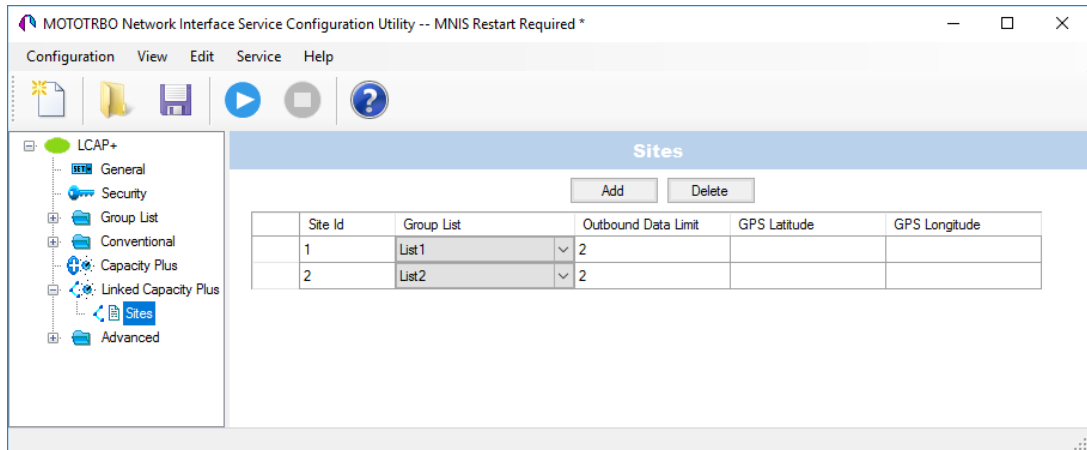 MOTOTRBO Network Interface Service Configuration Utility -- MNIS Restart Required *
Configuration View Edit Service Help
LCAP+
SET General
Security
Group List
Conventional
Capacity Plus
Linked Capacity Plus
Sites
Advanced
Sites
Add Delete
Site Id Group List Outbound Data Limit GPS Latitude GPS Longitude
1 List1 2
2 List2 2